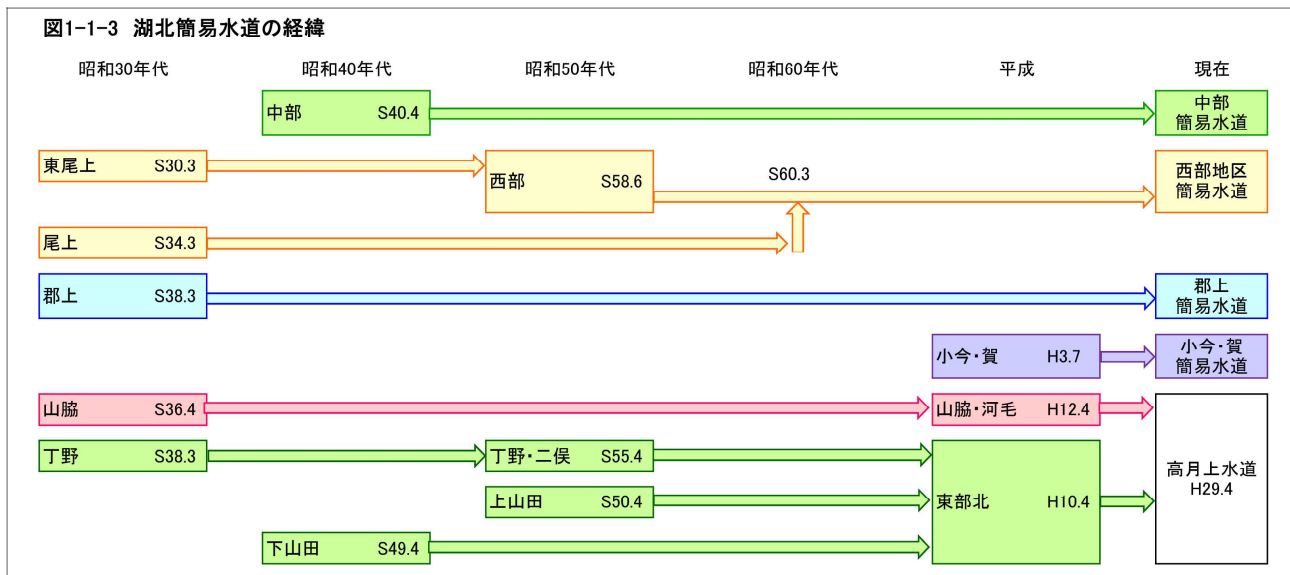 図1-1-3 湖北簡易水道の経緯
昭和30年代 昭和40年代 昭和50年代 昭和60年代 平成 現在
中部 S40.4
中部
簡易水道
東尾上 S30.3
西部 S58.6
S60.3
西部地区
簡易水道
尾上 S34.3
郡上 S38.3
郡上
簡易水道
小今・賀 H3.7
小今・賀
簡易水道
山脇 S36.4
山脇・河毛 H12.4
丁野 S38.3
丁野・二俣 S55.4
上山田 S50.4
東部北 H10.4
下山田 S49.4
高月上水道
H29.4